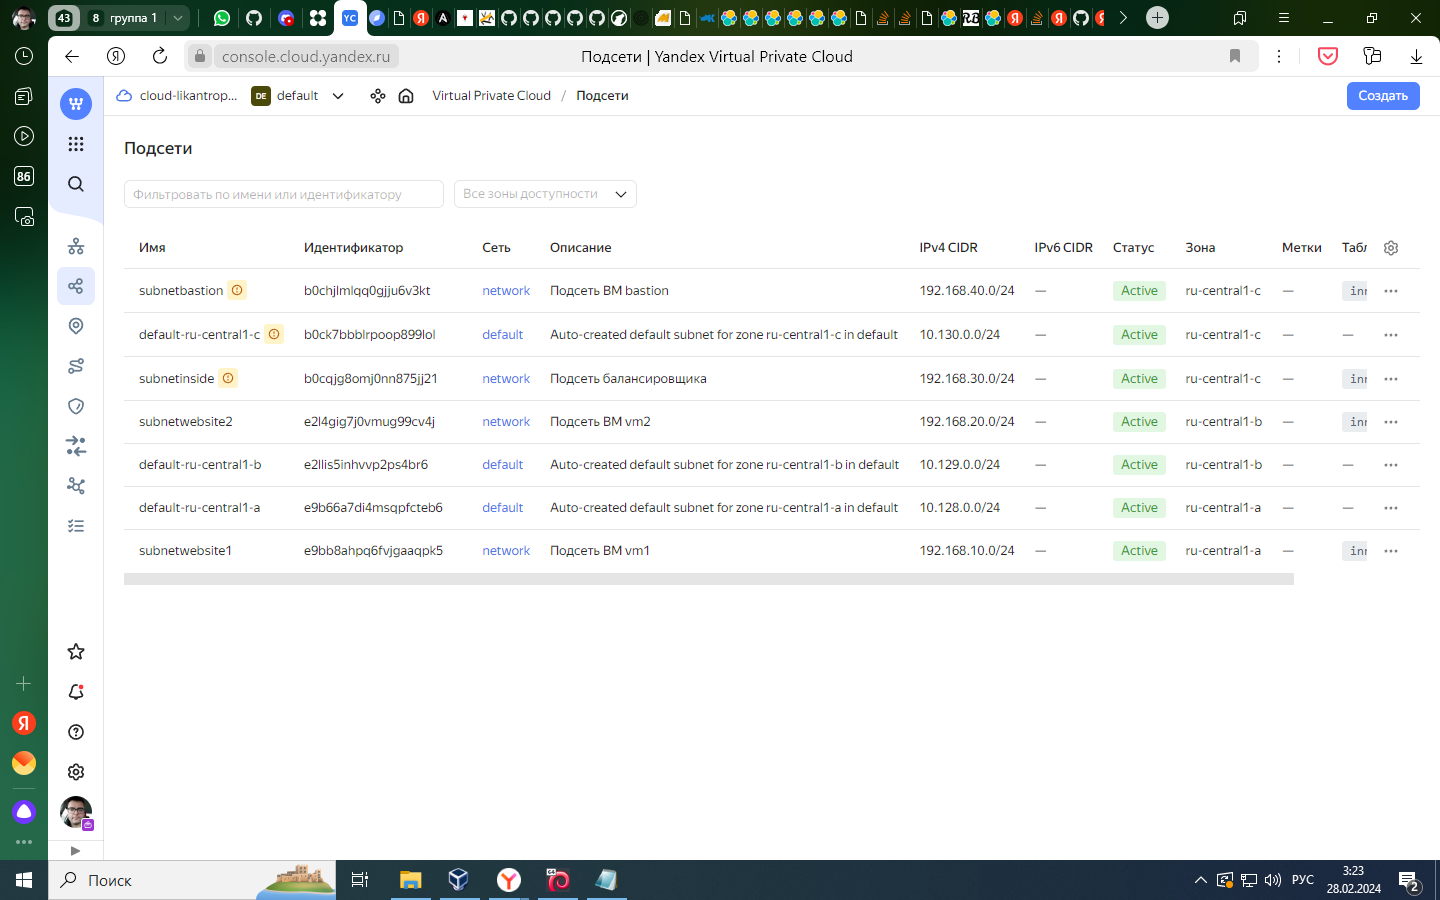 43
8 группа 1
console.cloud.yandex.ru
Подсети | Yandex Virtual Private Cloud
86
cloud-likantrop...
DE default
Virtual Private Cloud / Подсети
Создать
Подсети
Фильтровать по имени или идентификатору
Все зоны доступности
Имя Идентификатор Сеть Описание IPv4 CIDR IPv6 CIDR Статус Зона Метки Табл
subnetbastion b0chjlmlqq0gjju6v3kt network Подсеть ВМ bastion 192.168.40.0/24 — Active ru-central1-c — inn
default-ru-central1-c b0ck7bbblrpoop899lol default Auto-created default subnet for zone ru-central1-c in default 10.130.0.0/24 — Active ru-central1-c — —
subnetinside b0cqjg8omj0nn875jj21 network Подсеть балансировщика 192.168.30.0/24 — Active ru-central1-c — inn
subnetwebsite2 e2l4gig7j0vmug99cv4j network Подсеть ВМ vm2 192.168.20.0/24 — Active ru-central1-b — inn
default-ru-central1-b e2llis5inhvvp2ps4br6 default Auto-created default subnet for zone ru-central1-b in default 10.129.0.0/24 — Active ru-central1-b — —
default-ru-central1-a e9b66a7di4msqpfcteb6 default Auto-created default subnet for zone ru-central1-a in default 10.128.0.0/24 — Active ru-central1-a — —
subnetwebsite1 e9bb8ahpq6fvjgaaqpk5 network Подсеть ВМ vm1 192.168.10.0/24 — Active ru-central1-a — inn
Поиск
РУС
3:23
28.02.2024
2